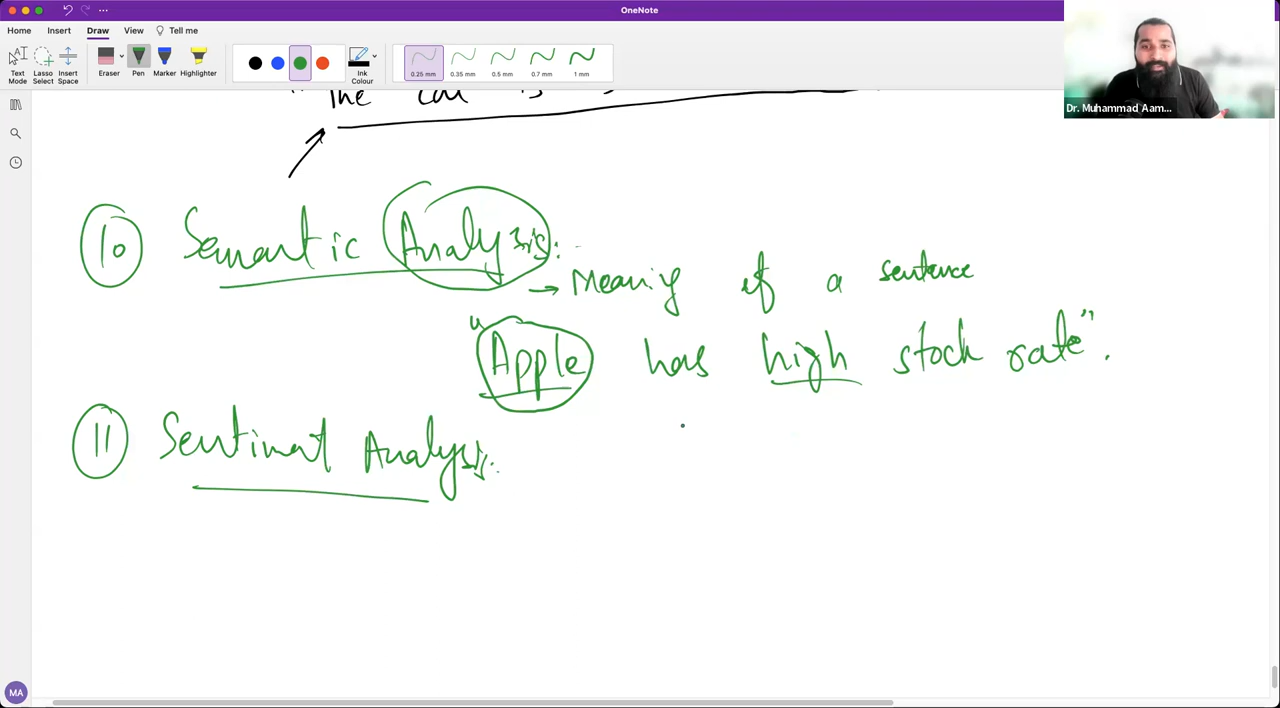 OneNote
Home Insert Draw View Tell me
Text Mode Lasso Select Insert Space Eraser Pen Marker Highlighter Ink Colour 0.25 mm 0.35 mm 0.5 mm 0.7 mm 1 mm
Dr. Muhammad Aam...
"The cat is
10 Semantic Analysis:
→ Meaning of a sentence
"Apple has high stock rate".
11 Sentiment Analysis:
MA